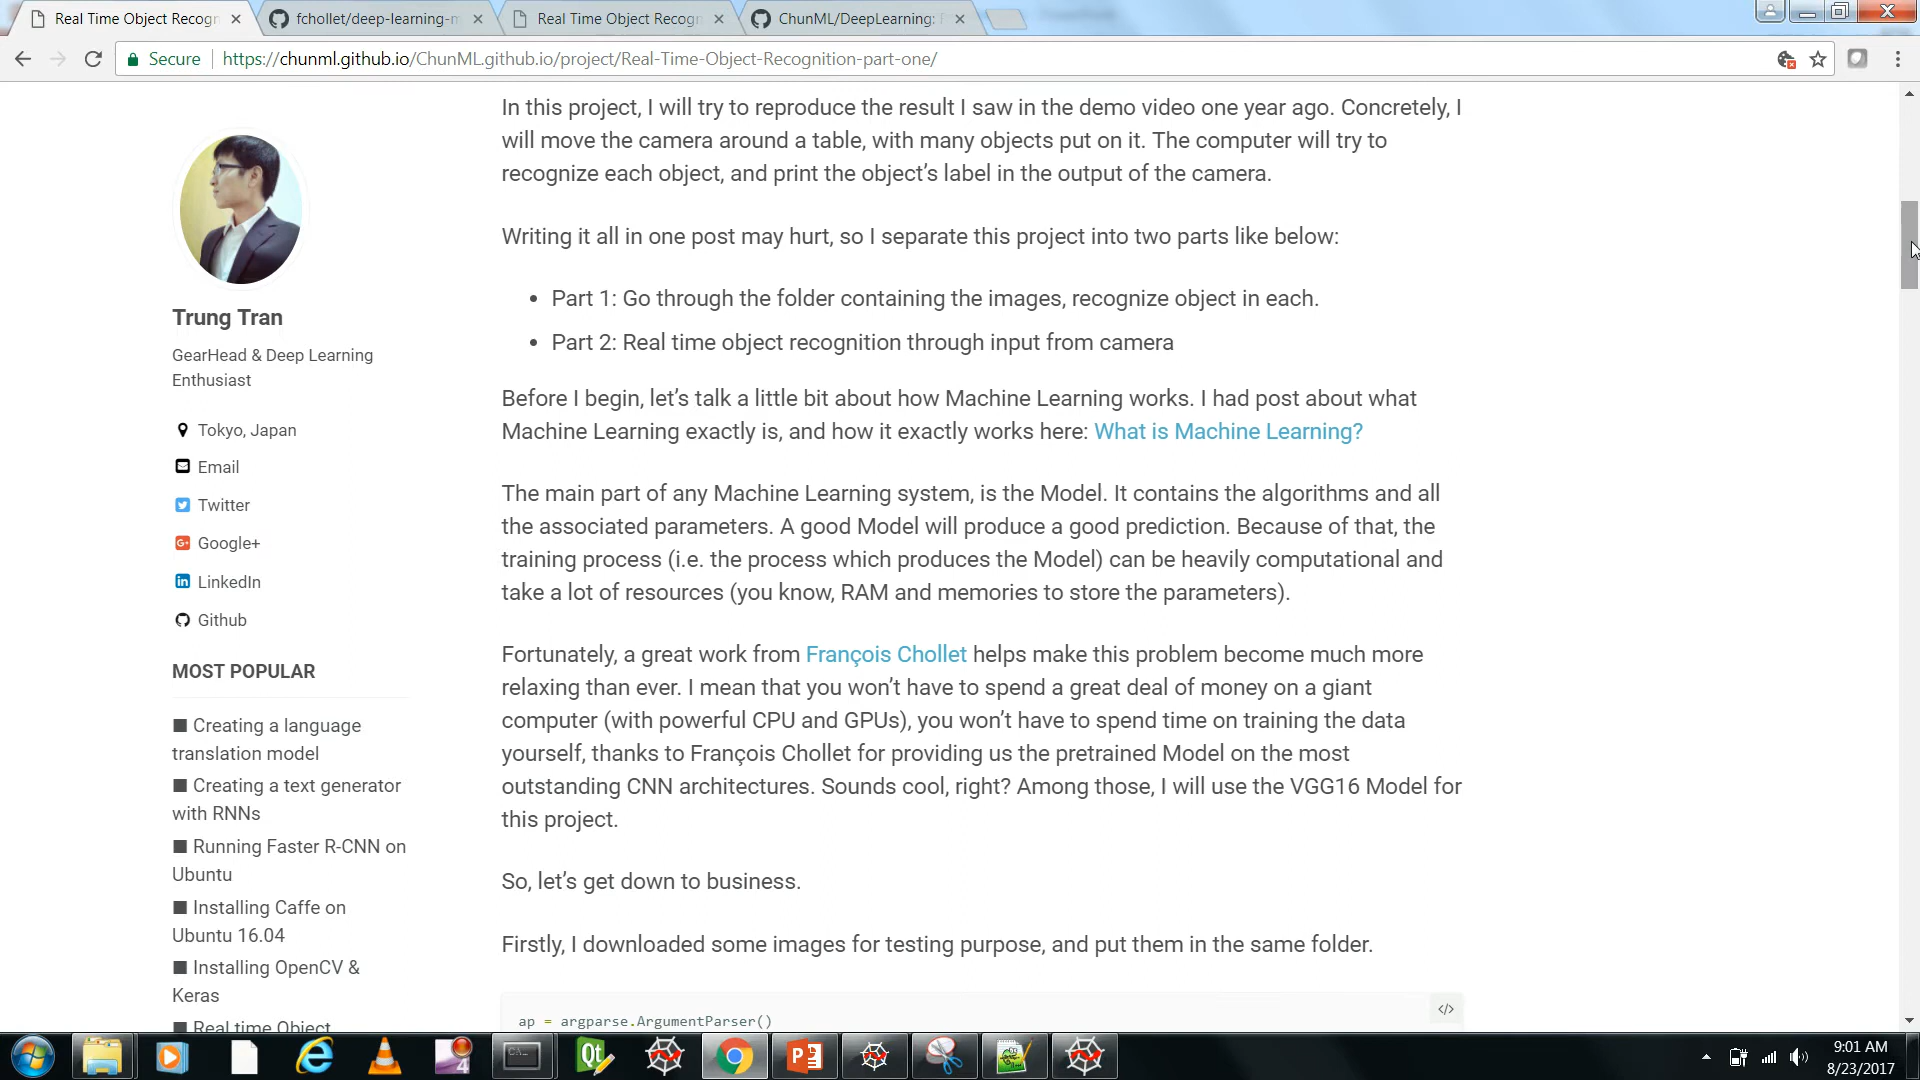 Real Time Object Recogn
fchollet/deep-learning-m
Real Time Object Recogn
ChunML/DeepLearning:
Secure
https://chunml.github.io/ChunML.github.io/project/Real-Time-Object-Recognition-part-one/
Trung Tran
GearHead & Deep Learning
Enthusiast
Tokyo, Japan
Email
Twitter
Google+
LinkedIn
Github
MOST POPULAR
Creating a language
translation model
Creating a text generator
with RNNs
Running Faster R-CNN on
Ubuntu
Installing Caffe on
Ubuntu 16.04
Installing OpenCV &
Keras
Real time Object
In this project, I will try to reproduce the result I saw in the demo video one year ago. Concretely, I
will move the camera around a table, with many objects put on it. The computer will try to
recognize each object, and print the object’s label in the output of the camera.
Writing it all in one post may hurt, so I separate this project into two parts like below:
• Part 1: Go through the folder containing the images, recognize object in each.
• Part 2: Real time object recognition through input from camera
Before I begin, let’s talk a little bit about how Machine Learning works. I had post about what
Machine Learning exactly is, and how it exactly works here: What is Machine Learning?
The main part of any Machine Learning system, is the Model. It contains the algorithms and all
the associated parameters. A good Model will produce a good prediction. Because of that, the
training process (i.e. the process which produces the Model) can be heavily computational and
take a lot of resources (you know, RAM and memories to store the parameters).
Fortunately, a great work from François Chollet helps make this problem become much more
relaxing than ever. I mean that you won’t have to spend a great deal of money on a giant
computer (with powerful CPU and GPUs), you won’t have to spend time on training the data
yourself, thanks to François Chollet for providing us the pretrained Model on the most
outstanding CNN architectures. Sounds cool, right? Among those, I will use the VGG16 Model for
this project.
So, let’s get down to business.
Firstly, I downloaded some images for testing purpose, and put them in the same folder.
</>
ap = argparse.ArgumentParser()
9:01 AM
8/23/2017